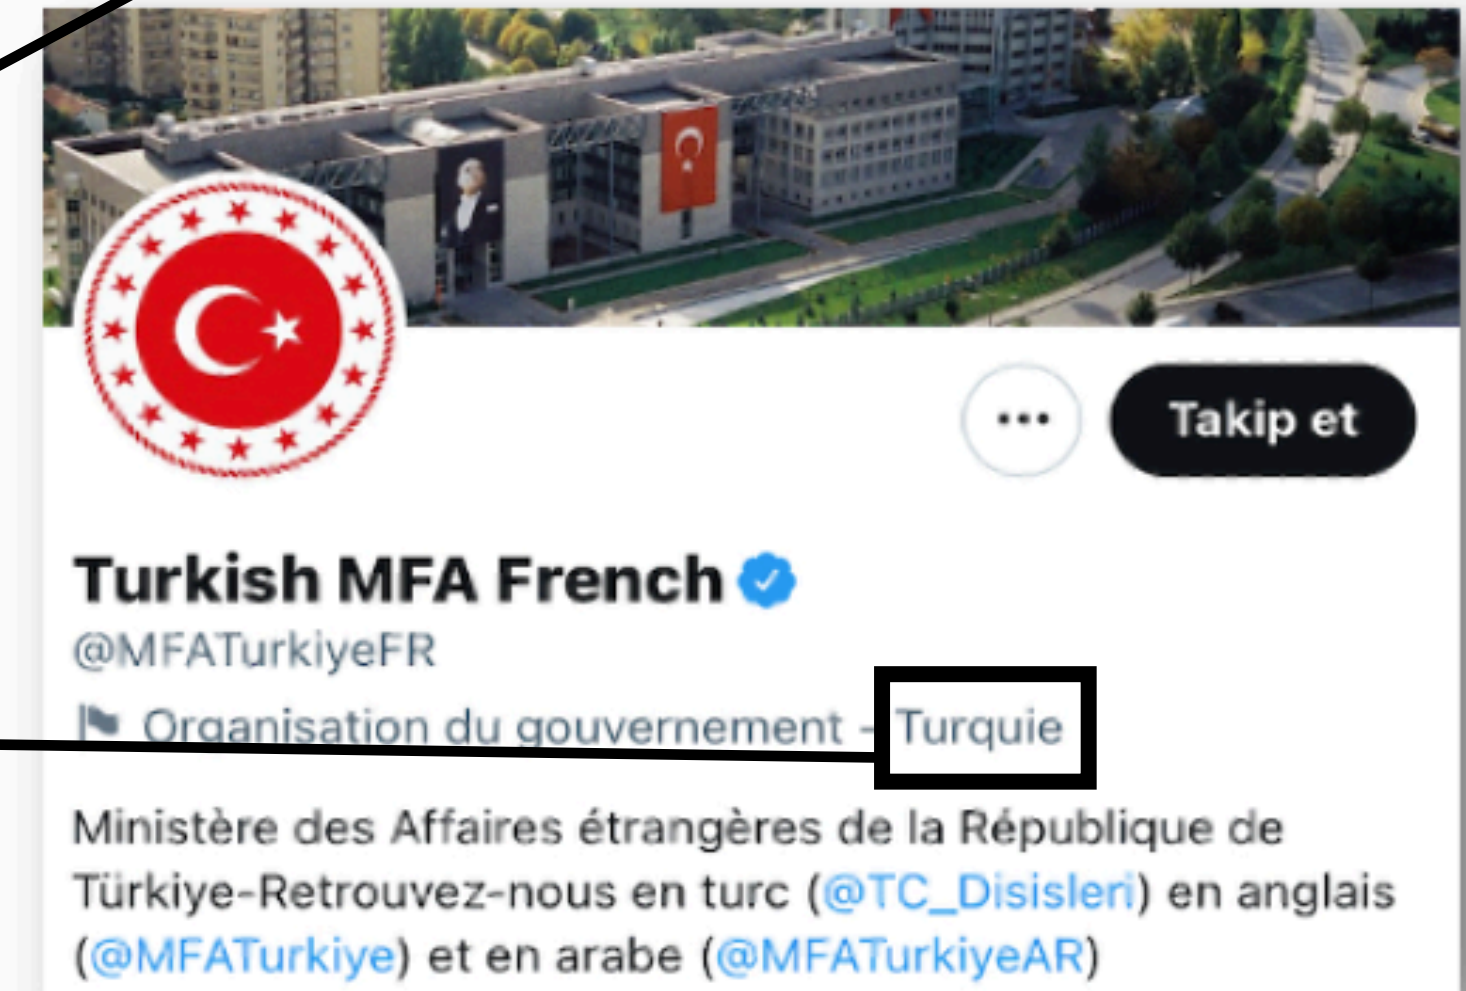 Takip et
Turkish MFA French
@MFATurkiyeFR
Organisation du gouvernement - Turquie
Ministère des Affaires étrangères de la République de
Türkiye-Retrouvez-nous en turc (@TC_Disisleri) en anglais
(@MFATurkiye) et en arabe (@MFATurkiyeAR)